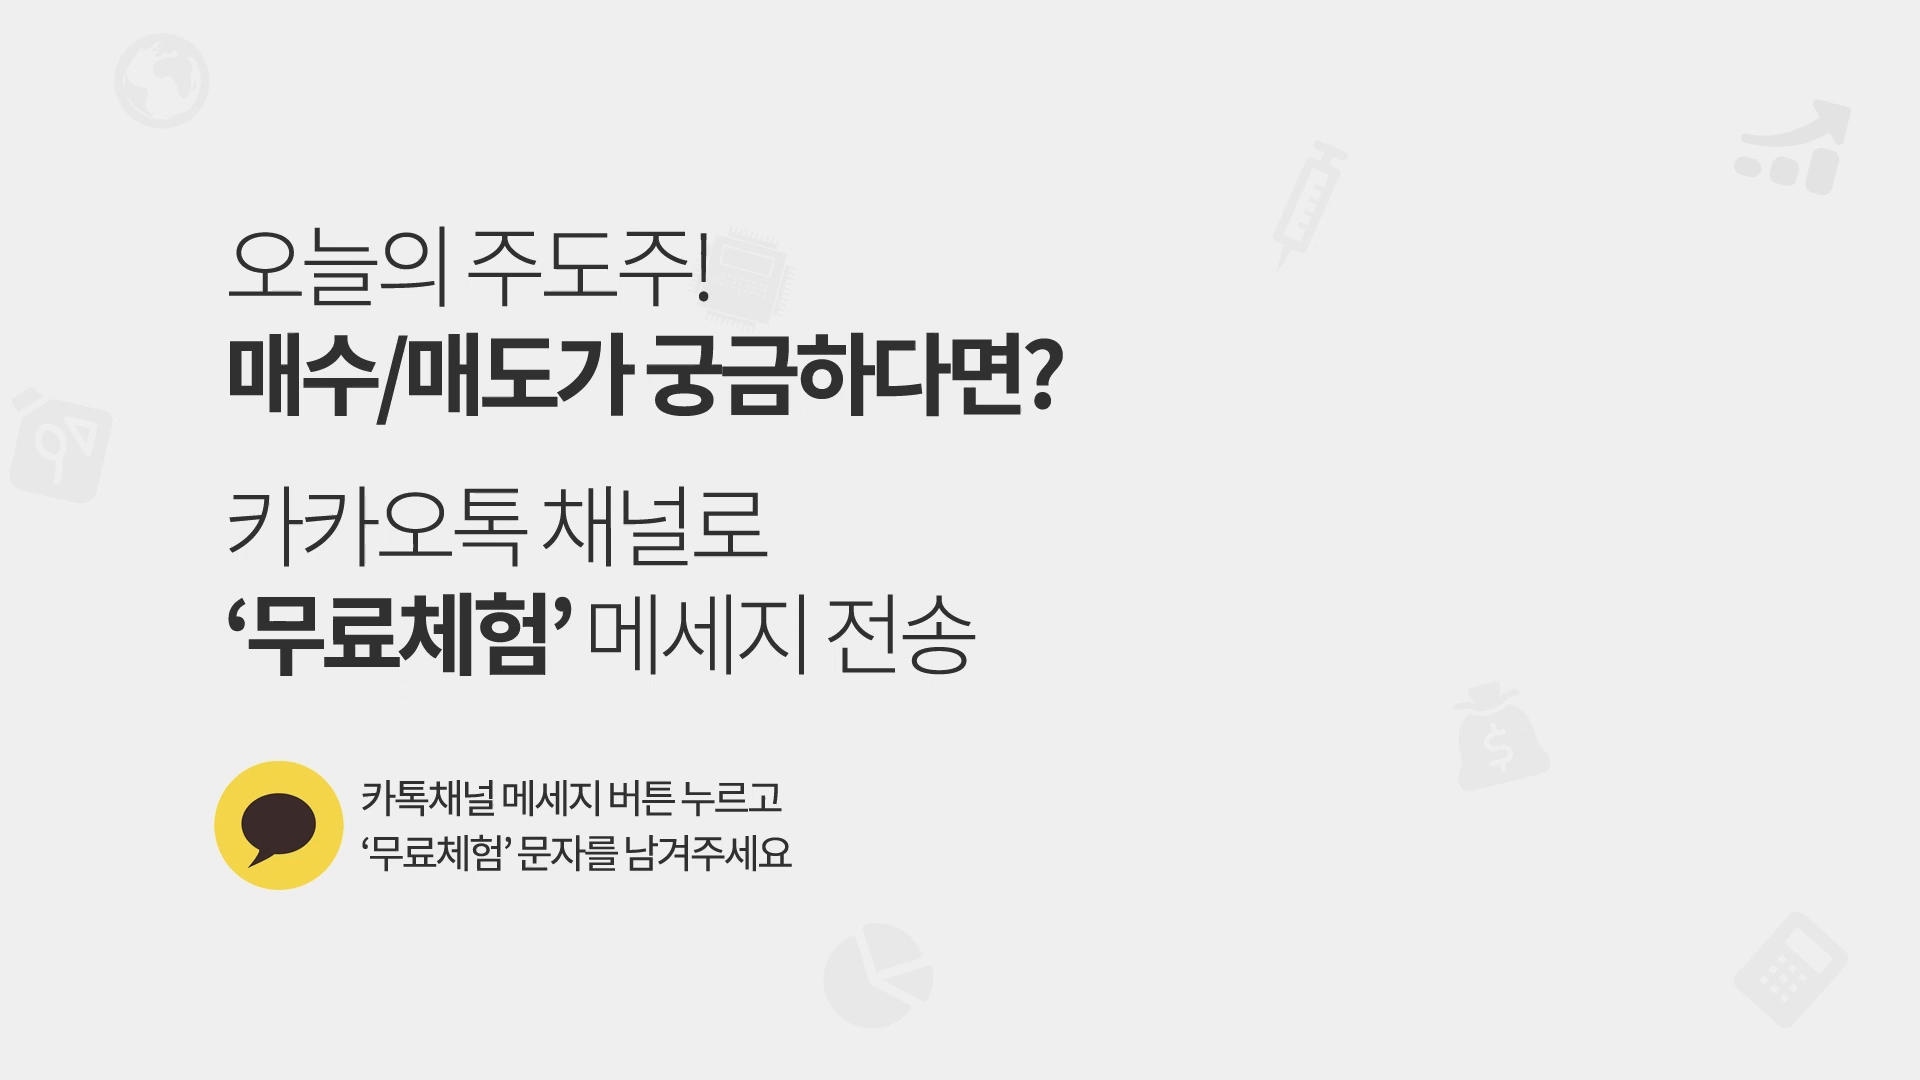 오늘의 주도주!
매수/매도가 궁금하다면?
카카오톡 채널로
‘무료체험’ 메세지 전송
카톡채널 메세지 버튼 누르고
‘무료체험’ 문자를 남겨주세요